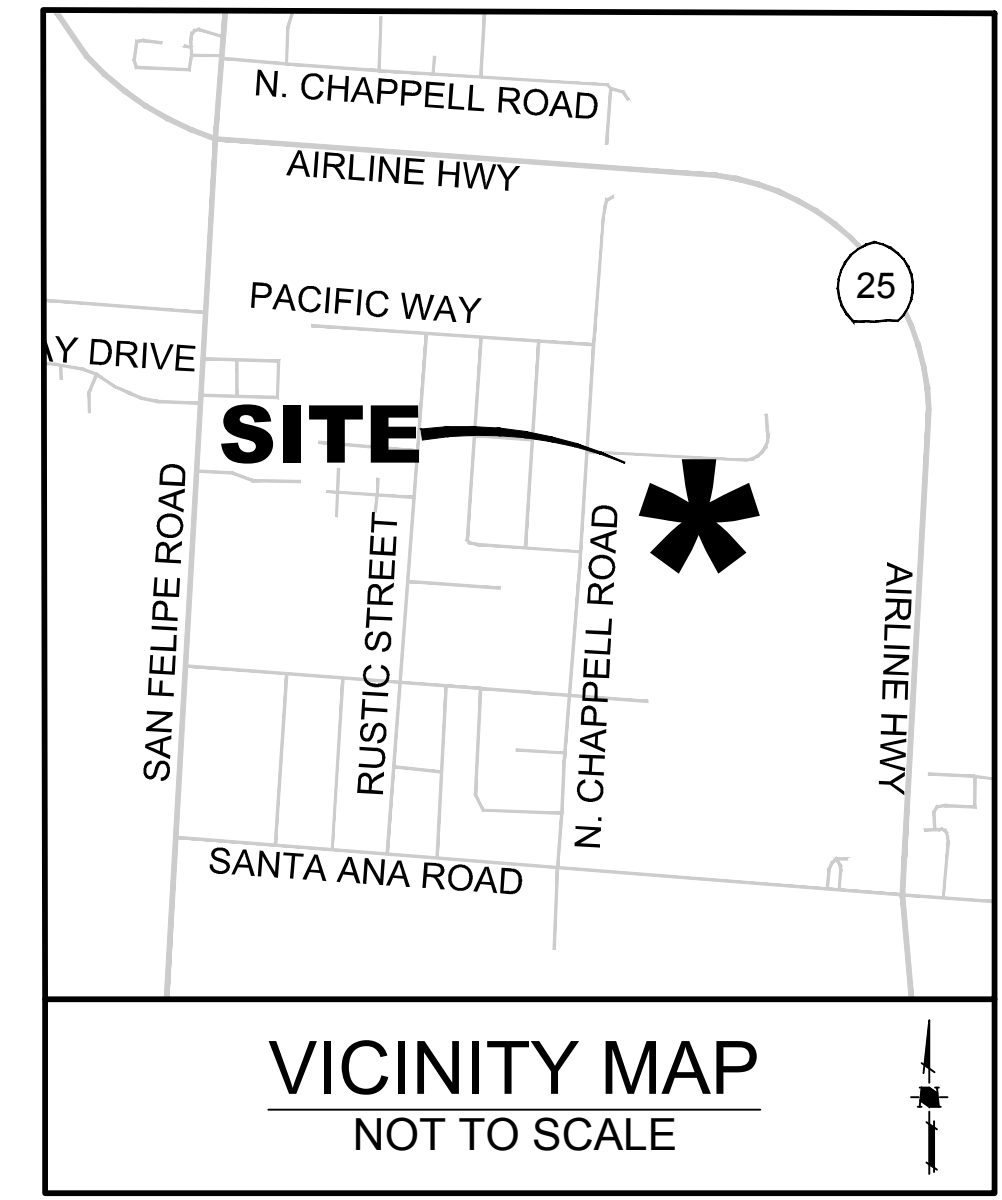 N. CHAPPELL ROAD
AIRLINE HWY
25
PACIFIC WAY
AY DRIVE
SITE
SAN FELIPE ROAD
RUSTIC STREET
N. CHAPPELL ROAD
AIRLINE HWY
SANTA ANA ROAD
VICINITY MAP
NOT TO SCALE
N